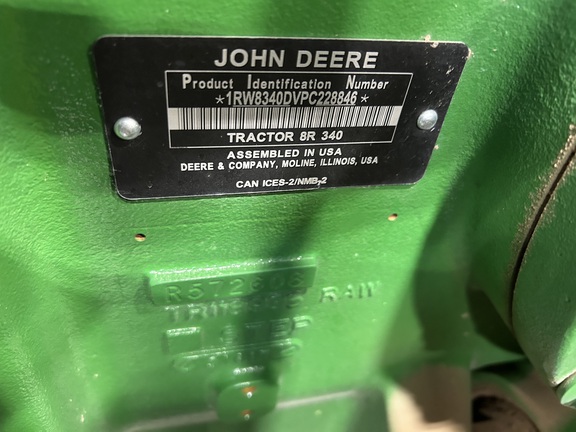 JOHN DEERE
Product Identification Number
*1RW8340DVPC228846*
TRACTOR 8R 340
ASSEMBLED IN USA
DEERE & COMPANY, MOLINE, ILLINOIS, USA
CAN ICES-2/NMB-2
RAW